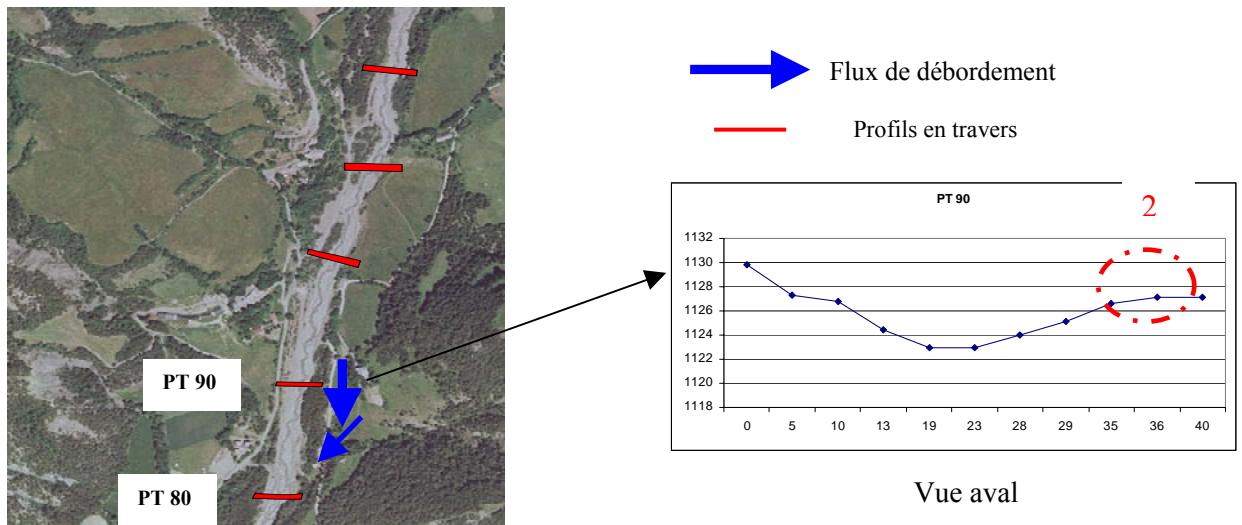 Flux de débordement
Profils en travers
PT 90
2
1132
1130
1128
1126
1124
1122
1120
1118
0 5 10 13 19 23 28 29 35 36 40
Vue aval
PT 90
PT 80